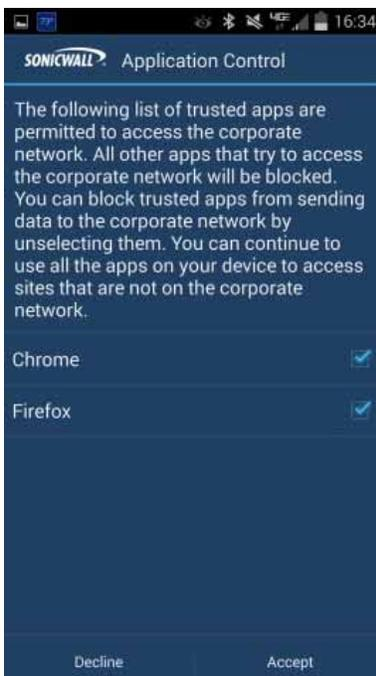 77°
4G
16:34
SONICWALL Application Control
The following list of trusted apps are
permitted to access the corporate
network. All other apps that try to access
the corporate network will be blocked.
You can block trusted apps from sending
data to the corporate network by
unselecting them. You can continue to
use all the apps on your device to access
sites that are not on the corporate
network.
Chrome
Firefox
Decline Accept